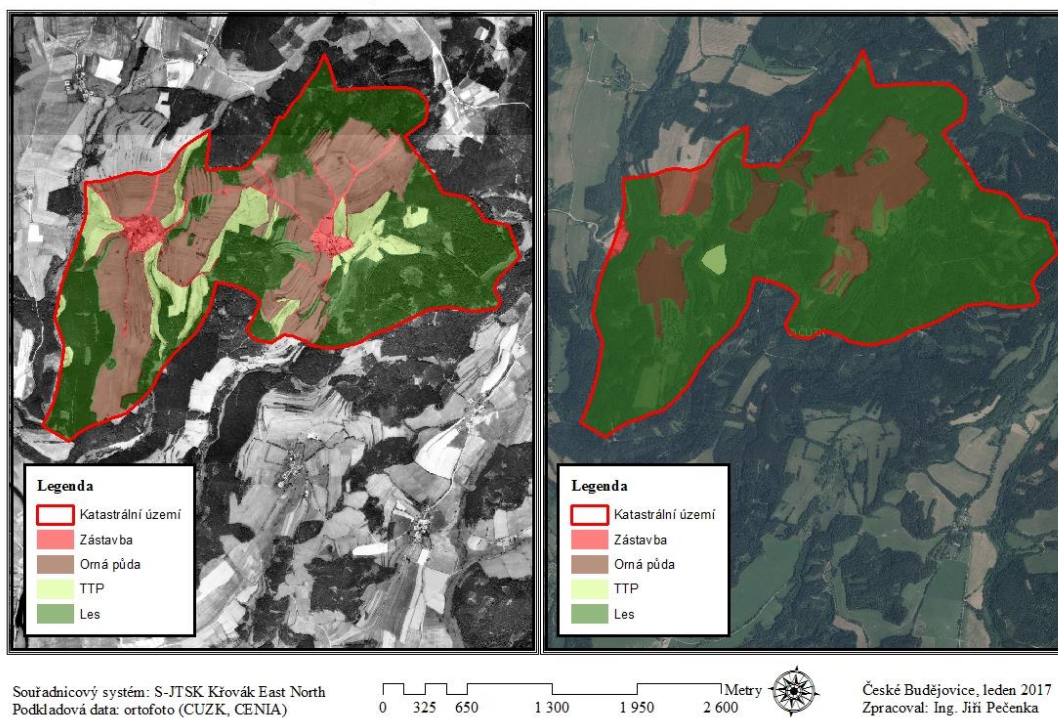 Legenda
Katastrální území
Zástavba
Orná půda
TTP
Les
Legenda
Katastrální území
Zástavba
Orná půda
TTP
Les
Souřadnicový systém: S-JTSK Křovák East North
Podkladová data: ortofoto (CUZK, CENIA)
Metry
0 325 650 1 300 1 950 2 600
České Budějovice, leden 2017
Zpracoval: Ing. Jiří Pečenka